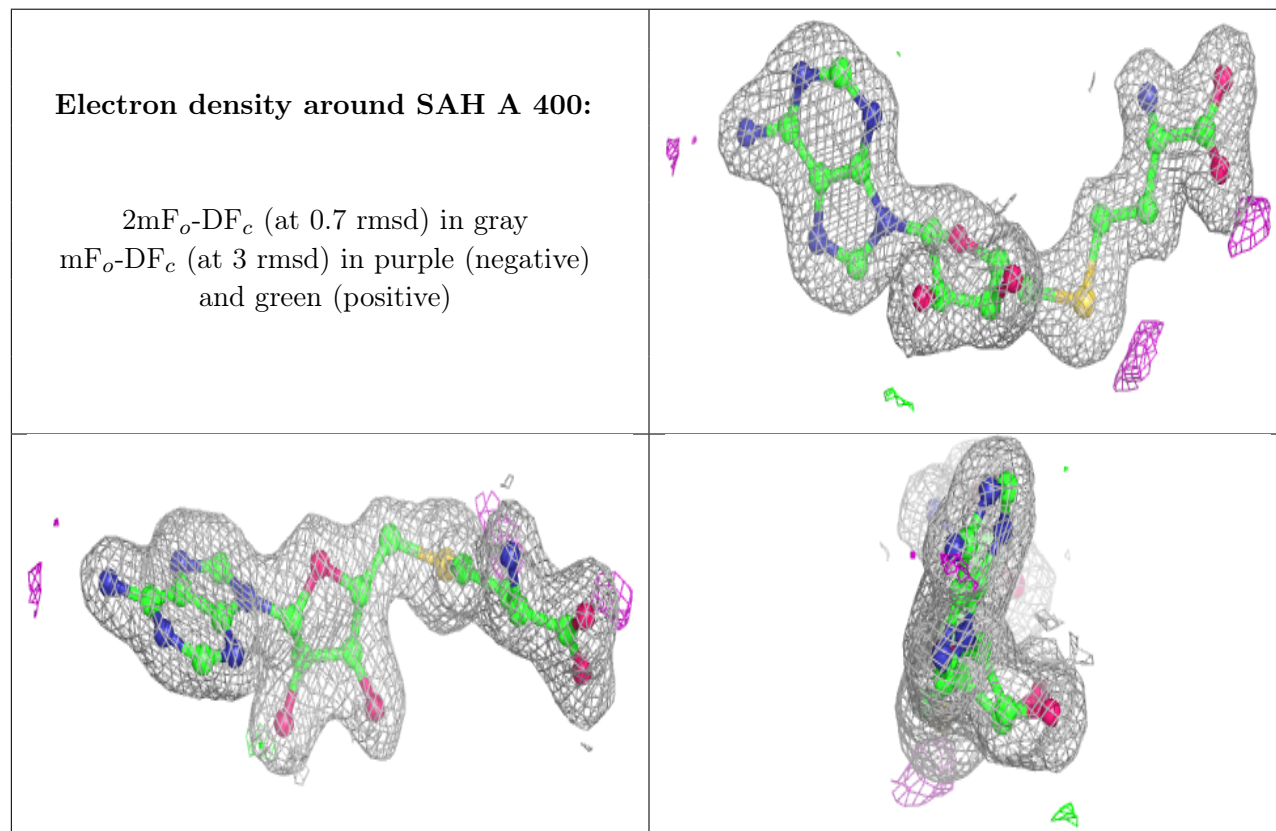 Electron density around SAH A 400:
2mFo-DFc (at 0.7 rmsd) in gray
mFo-DFc (at 3 rmsd) in purple (negative)
and green (positive)